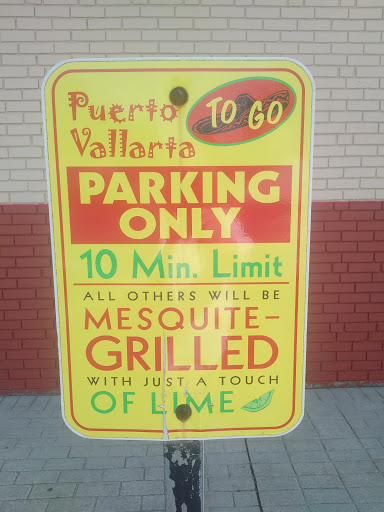 Puerto
Vallarta
TO GO
PARKING
ONLY
10 Min. Limit
ALL OTHERS WILL BE
MESQUITE-
GRILLED
WITH JUST A TOUCH
OF LIME